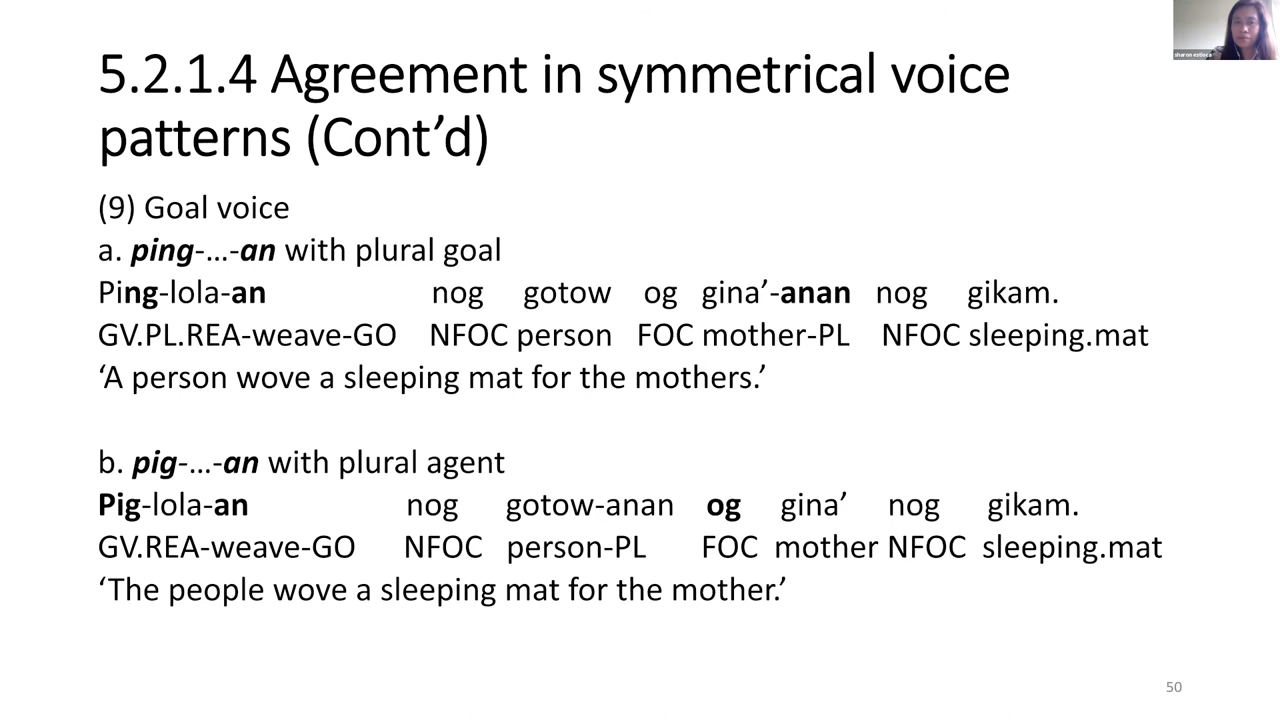 sharon estioca
5.2.1.4 Agreement in symmetrical voice
patterns (Cont’d)
(9) Goal voice
a. ping-…-an with plural goal
Ping-lola-an nog gotow og gina’-anan nog gikam.
GV.PL.REA-weave-GO NFOC person FOC mother-PL NFOC sleeping.mat
‘A person wove a sleeping mat for the mothers.’
b. pig-…-an with plural agent
Pig-lola-an nog gotow-anan og gina’ nog gikam.
GV.REA-weave-GO NFOC person-PL FOC mother NFOC sleeping.mat
‘The people wove a sleeping mat for the mother.’
50